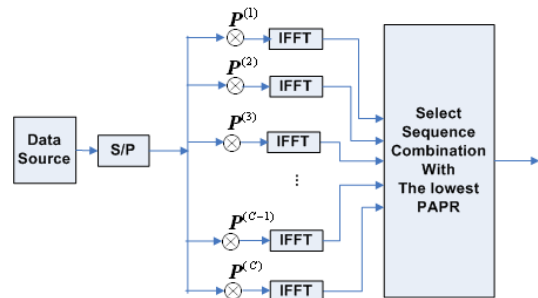 P(1)
IFFT
P(2)
IFFT
P(3)
IFFT
...
P(C-1)
IFFT
P(C)
IFFT
Data
Source
S/P
Select
Sequence
Combination
With
The lowest
PAPR